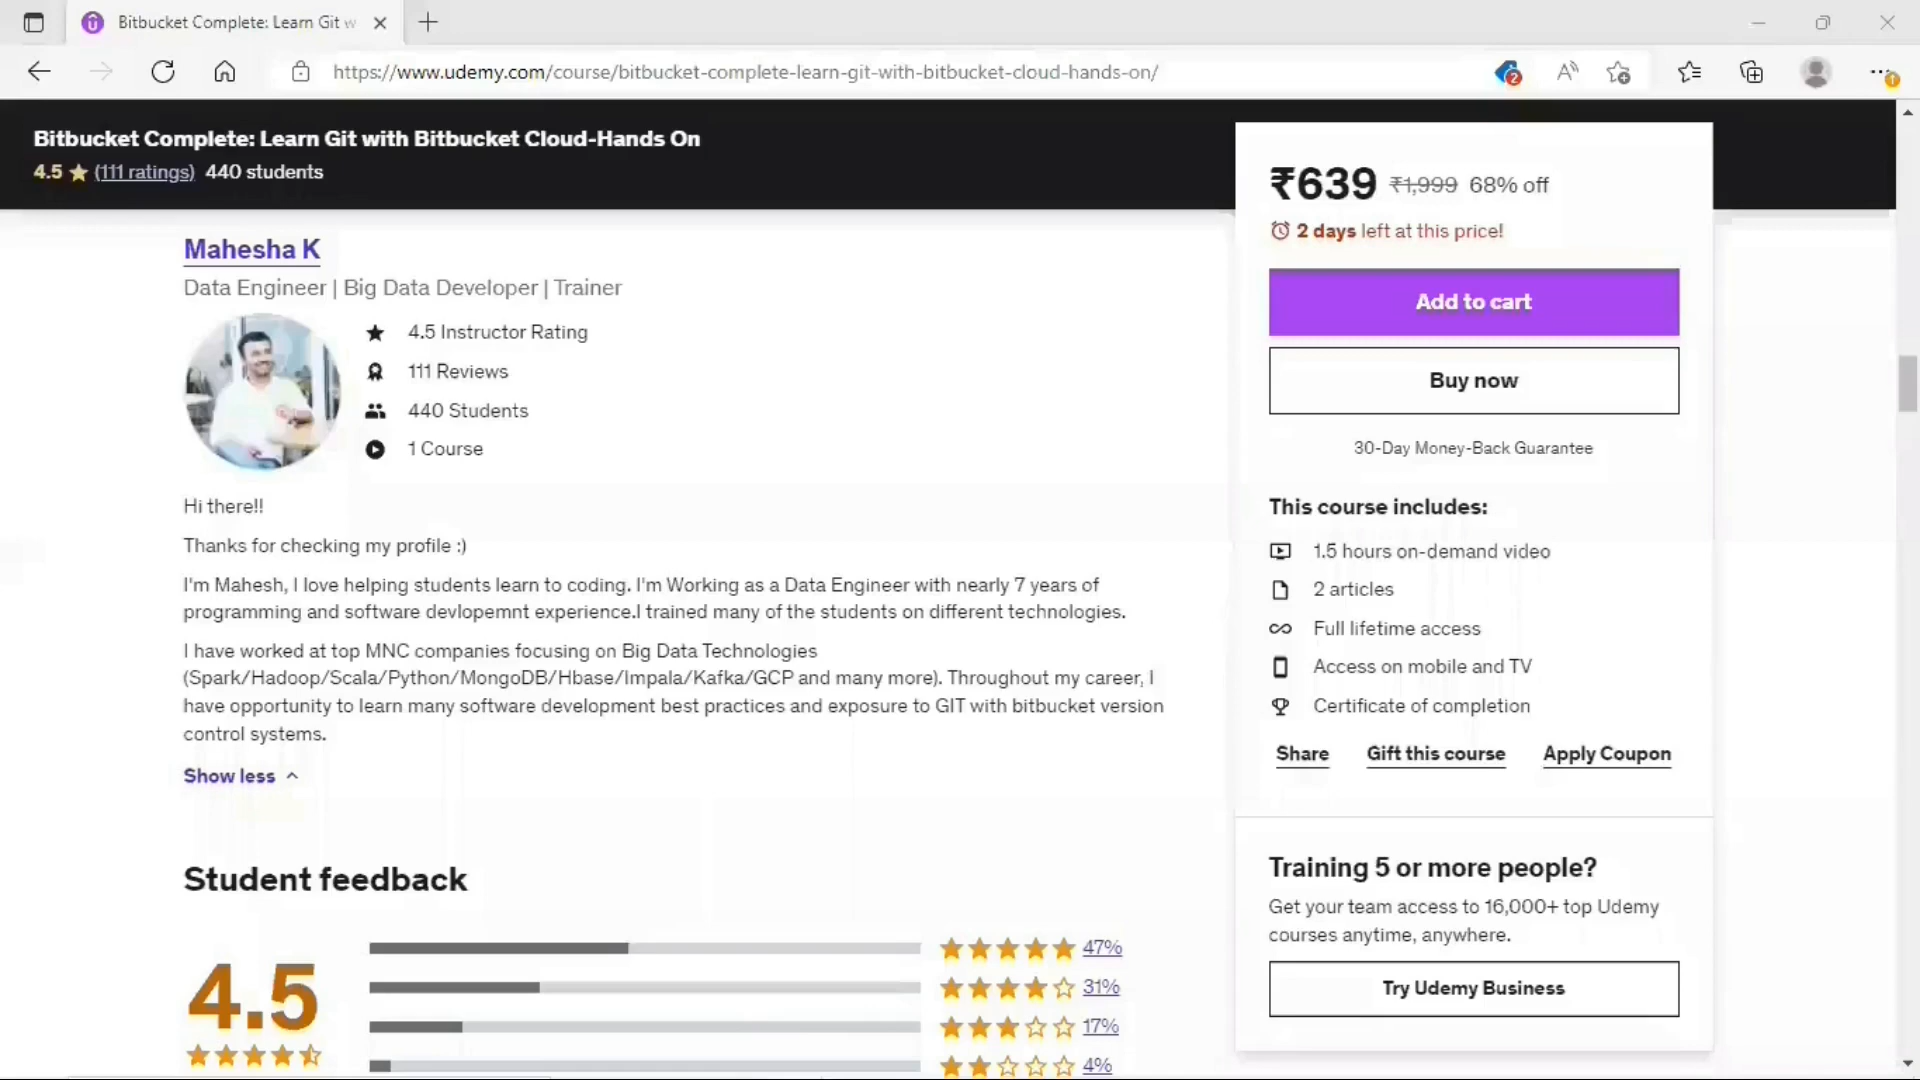 Bitbucket Complete: Learn Git w
https://www.udemy.com/course/bitbucket-complete-learn-git-with-bitbucket-cloud-hands-on/
2
Bitbucket Complete: Learn Git with Bitbucket Cloud-Hands On
4.5 (111 ratings) 440 students
Mahesha K
Data Engineer | Big Data Developer | Trainer
4.5 Instructor Rating
111 Reviews
440 Students
1 Course
Hi there!!
Thanks for checking my profile :)
I'm Mahesh, I love helping students learn to coding. I'm Working as a Data Engineer with nearly 7 years of
programming and software devlopemnt experience.I trained many of the students on different technologies.
I have worked at top MNC companies focusing on Big Data Technologies
(Spark/Hadoop/Scala/Python/MongoDB/Hbase/Impala/Kafka/GCP and many more). Throughout my career, I
have opportunity to learn many software development best practices and exposure to GIT with bitbucket version
control systems.
Show less
Student feedback
4.5
47%
31%
17%
4%
₹639 ₹1,999 68% off
2 days left at this price!
Add to cart
Buy now
30-Day Money-Back Guarantee
This course includes:
1.5 hours on-demand video
2 articles
Full lifetime access
Access on mobile and TV
Certificate of completion
Share Gift this course Apply Coupon
Training 5 or more people?
Get your team access to 16,000+ top Udemy
courses anytime, anywhere.
Try Udemy Business